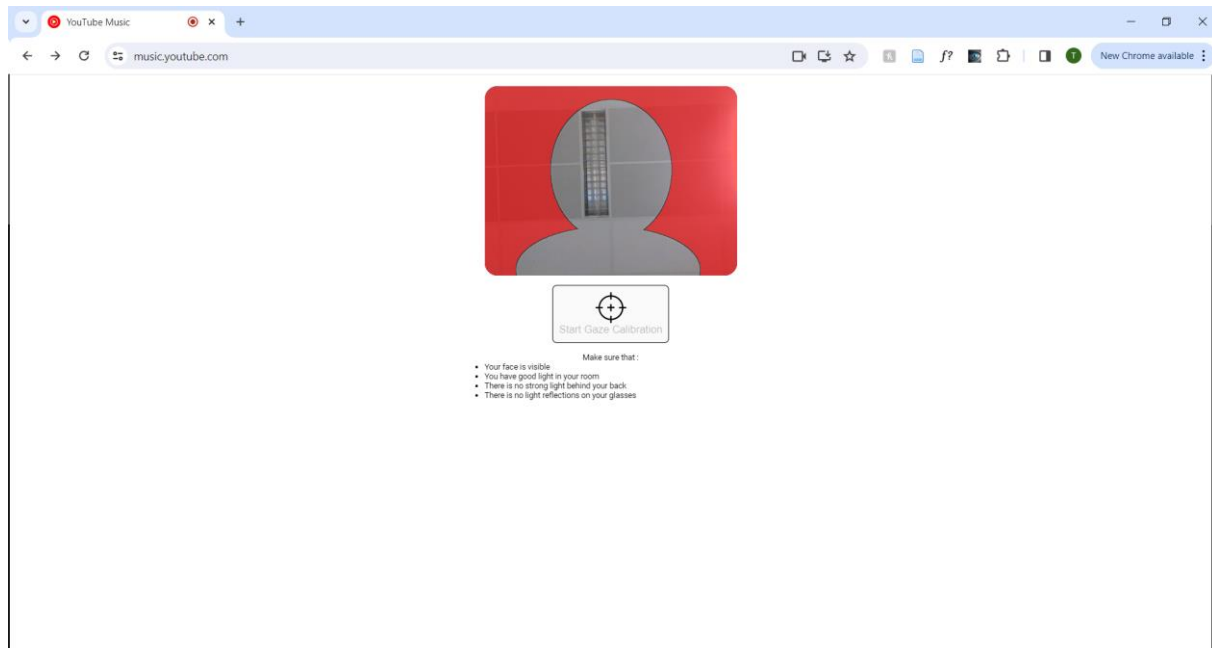 YouTube Music
music.youtube.com
f?
T
New Chrome available
Start Gaze Calibration
Make sure that :
Your face is visible
You have good light in your room
There is no strong light behind your back
There is no light reflections on your glasses